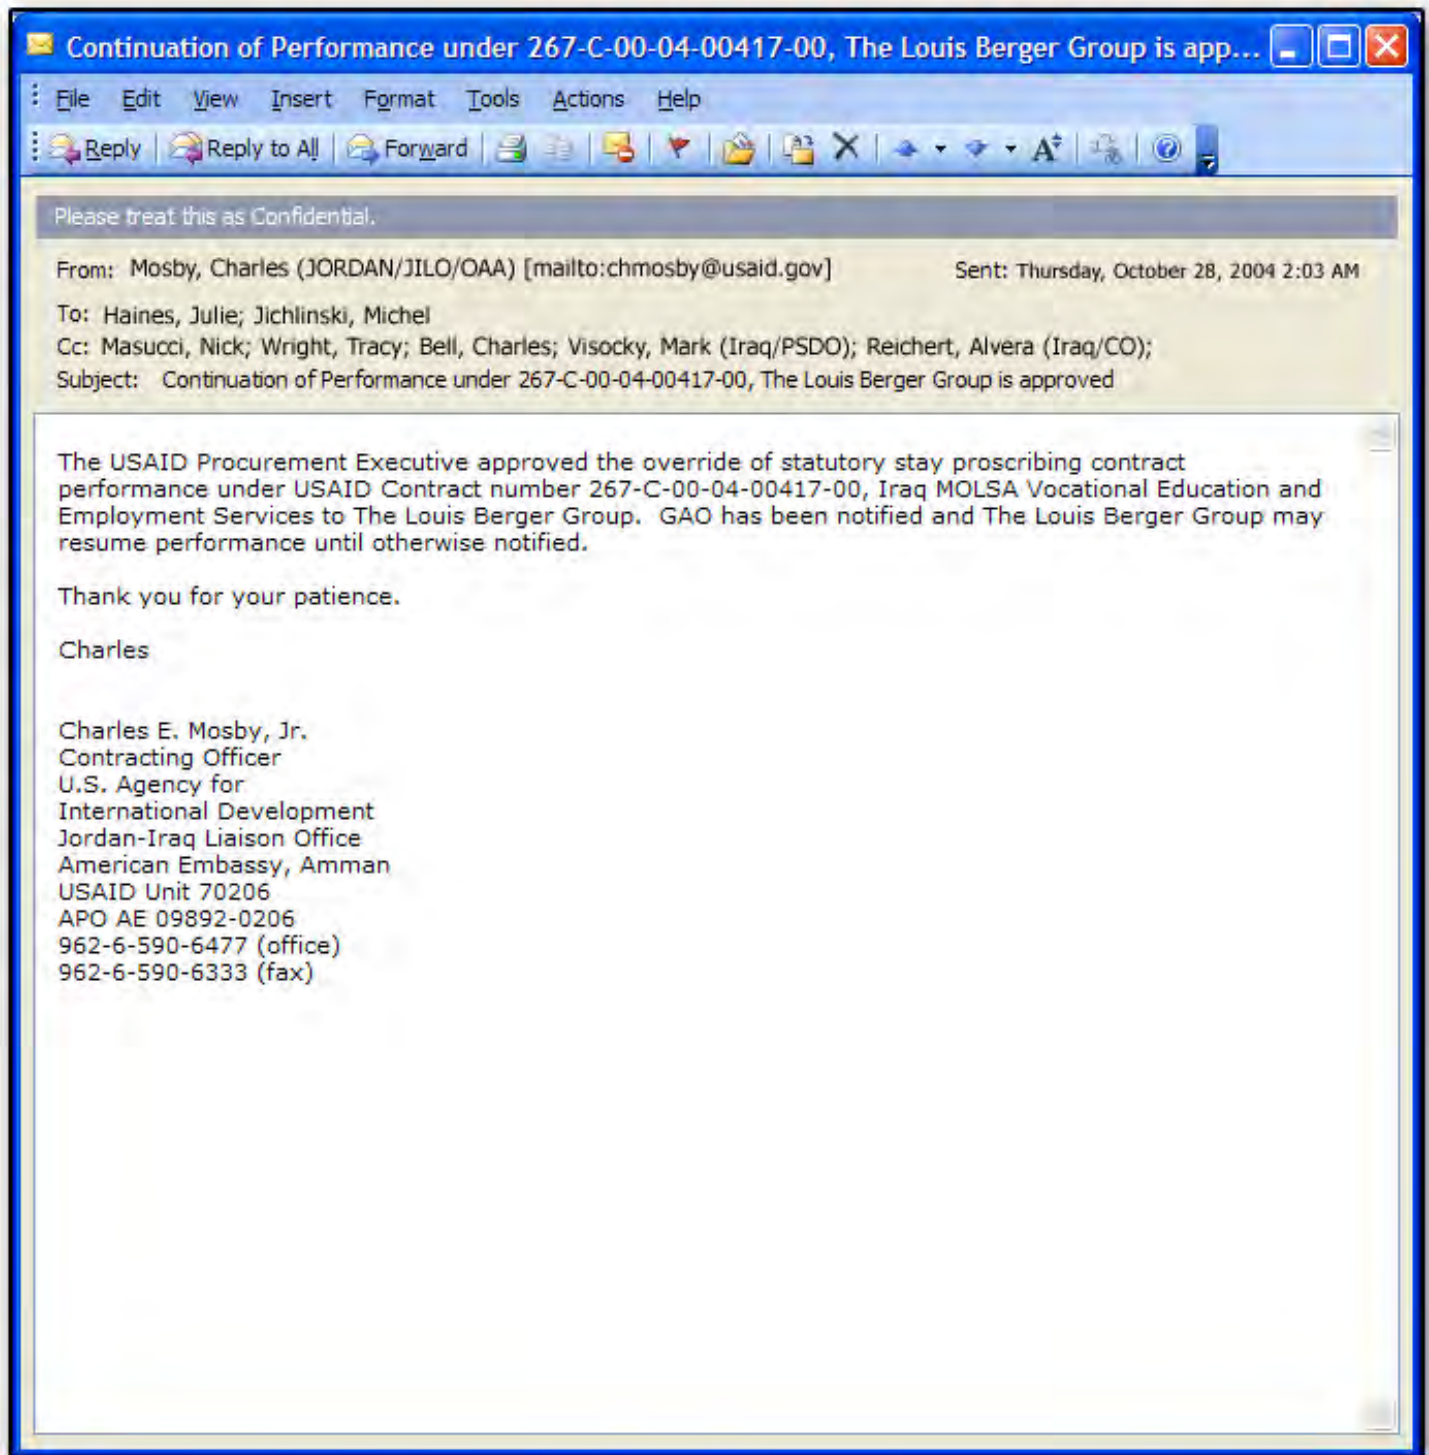 Continuation of Performance under 267-C-00-04-00417-00, The Louis Berger Group is app...
File Edit View Insert Format Tools Actions Help
Reply Reply to All Forward
Please treat this as Confidential.
From: Mosby, Charles (JORDAN/JILO/OAA) [mailto:chmosby@usaid.gov] Sent: Thursday, October 28, 2004 2:03 AM
To: Haines, Julie; Jichlinski, Michel
Cc: Masucci, Nick; Wright, Tracy; Bell, Charles; Visocky, Mark (Iraq/PSDO); Reichert, Alvera (Iraq/CO);
Subject: Continuation of Performance under 267-C-00-04-00417-00, The Louis Berger Group is approved
The USAID Procurement Executive approved the override of statutory stay proscribing contract
performance under USAID Contract number 267-C-00-04-00417-00, Iraq MOLSA Vocational Education and
Employment Services to The Louis Berger Group. GAO has been notified and The Louis Berger Group may
resume performance until otherwise notified.
Thank you for your patience.
Charles
Charles E. Mosby, Jr.
Contracting Officer
U.S. Agency for
International Development
Jordan-Iraq Liaison Office
American Embassy, Amman
USAID Unit 70206
APO AE 09892-0206
962-6-590-6477 (office)
962-6-590-6333 (fax)